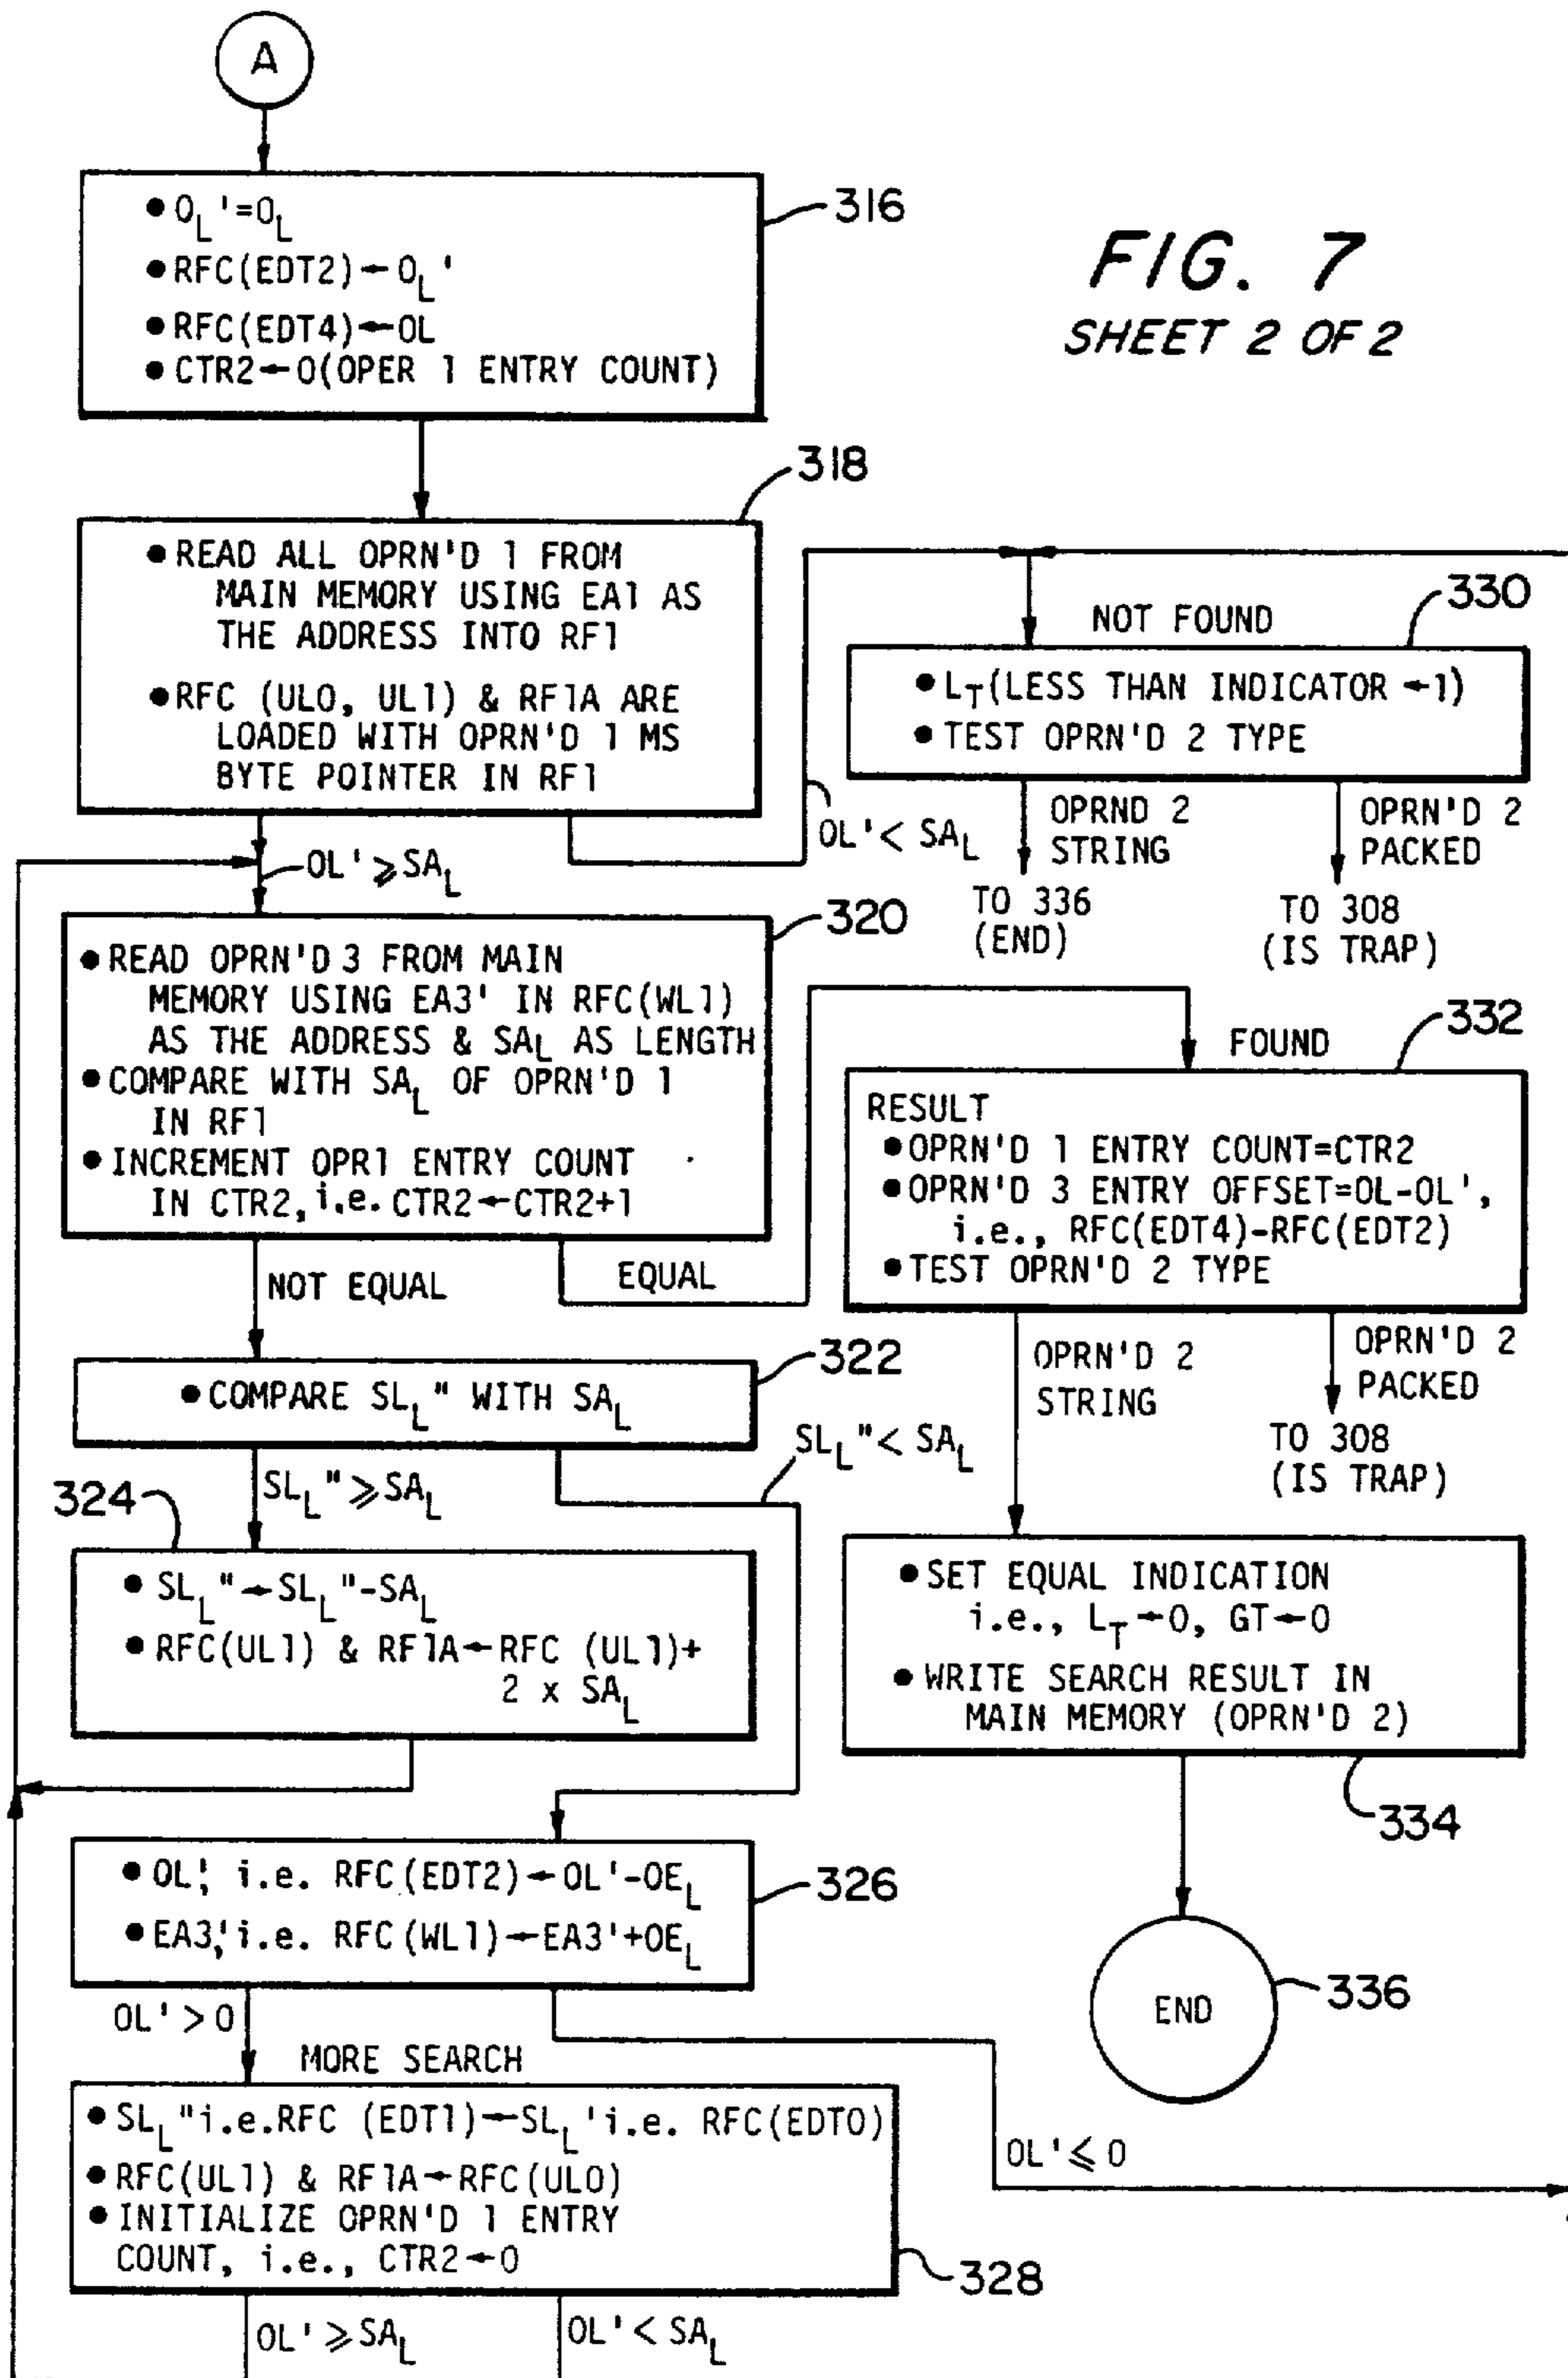 A
• O_L'=O_L
• RFC(EDT2)←O_L'
• RFC(EDT4)←OL
• CTR2←0(OPER 1 ENTRY COUNT)
316
FIG. 7
SHEET 2 OF 2
318
• READ ALL OPRN'D 1 FROM
MAIN MEMORY USING EA1 AS
THE ADDRESS INTO RF1
• RFC (UL0, UL1) & RF1A ARE
LOADED WITH OPRN'D 1 MS
BYTE POINTER IN RF1
OL' ≥ SA_L
OL' < SA_L
NOT FOUND
330
• L_T(LESS THAN INDICATOR ←1)
• TEST OPRN'D 2 TYPE
OPRND 2
STRING
TO 336
(END)
OPRN'D 2
PACKED
TO 308
(IS TRAP)
320
• READ OPRN'D 3 FROM MAIN
MEMORY USING EA3' IN RFC(WL1)
AS THE ADDRESS & SA_L AS LENGTH
• COMPARE WITH SA_L OF OPRN'D 1
IN RF1
• INCREMENT OPR1 ENTRY COUNT
IN CTR2, i.e. CTR2←CTR2+1
NOT EQUAL
EQUAL
FOUND
332
RESULT
• OPRN'D 1 ENTRY COUNT=CTR2
• OPRN'D 3 ENTRY OFFSET=OL-OL',
i.e., RFC(EDT4)-RFC(EDT2)
• TEST OPRN'D 2 TYPE
OPRN'D 2
STRING
OPRN'D 2
PACKED
TO 308
(IS TRAP)
322
• COMPARE SL_L" WITH SA_L
SL_L" ≥ SA_L
SL_L" < SA_L
324
• SL_L"←SL_L"-SA_L
• RFC(UL1) & RF1A←RFC (UL1)+
2 x SA_L
• SET EQUAL INDICATION
i.e., L_T←0, GT←0
• WRITE SEARCH RESULT IN
MAIN MEMORY (OPRN'D 2)
334
• OL', i.e. RFC(EDT2)←OL'-OE_L
• EA3', i.e. RFC(WL1)←EA3'+OE_L
326
END
336
OL' > 0
MORE SEARCH
OL' ≤ 0
• SL_L" i.e. RFC (EDT1)←SL_L' i.e. RFC(EDT0)
• RFC(UL1) & RF1A←RFC(UL0)
• INITIALIZE OPRN'D 1 ENTRY
COUNT, i.e., CTR2←0
328
OL' ≥ SA_L
OL' < SA_L